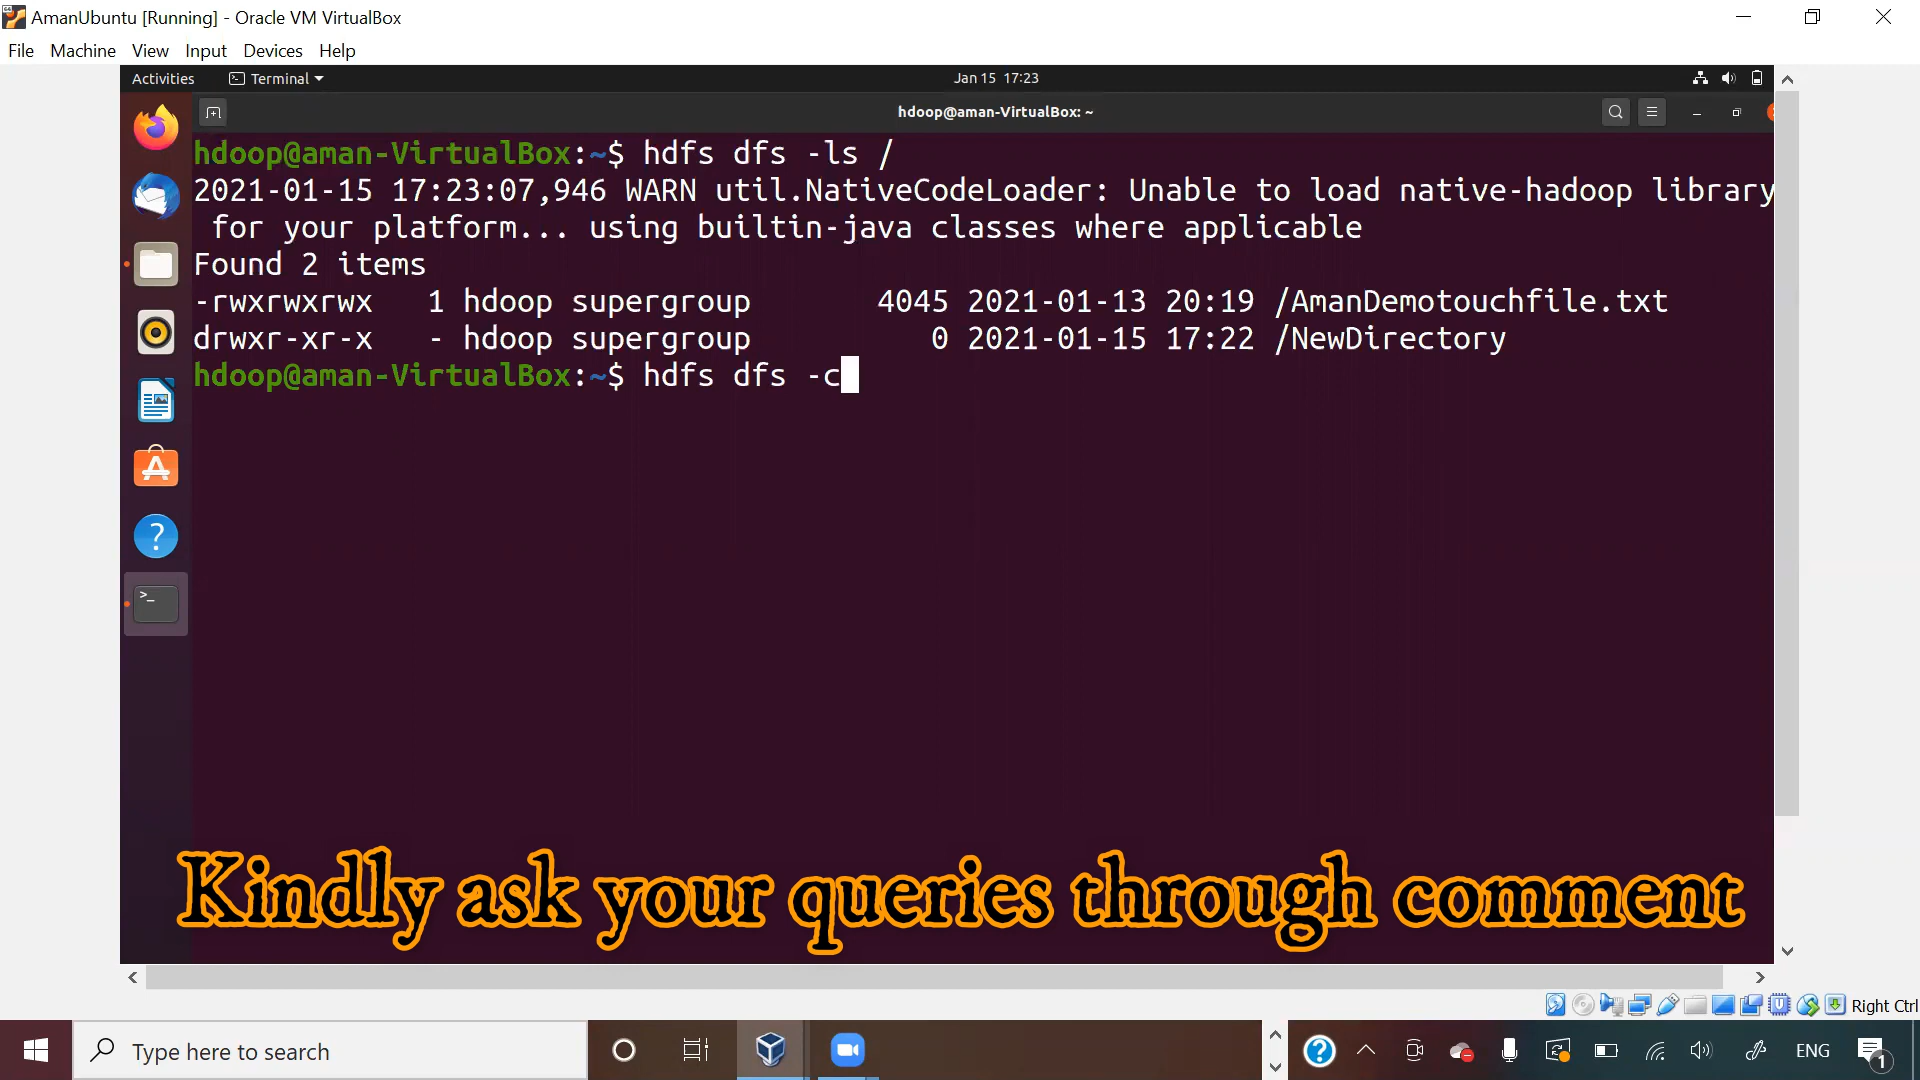 AmanUbuntu [Running] - Oracle VM VirtualBox
File Machine View Input Devices Help
Activities Terminal Jan 15 17:23
hdoop@aman-VirtualBox: ~
hdoop@aman-VirtualBox:~$ hdfs dfs -ls /
2021-01-15 17:23:07,946 WARN util.NativeCodeLoader: Unable to load native-hadoop library
for your platform... using builtin-java classes where applicable
Found 2 items
-rwxrwxrwx 1 hdoop supergroup 4045 2021-01-13 20:19 /AmanDemotouchfile.txt
drwxr-xr-x - hdoop supergroup 0 2021-01-15 17:22 /NewDirectory
hdoop@aman-VirtualBox:~$ hdfs dfs -c
Kindly ask your queries through comment
Right Ctrl
Type here to search
ENG
1